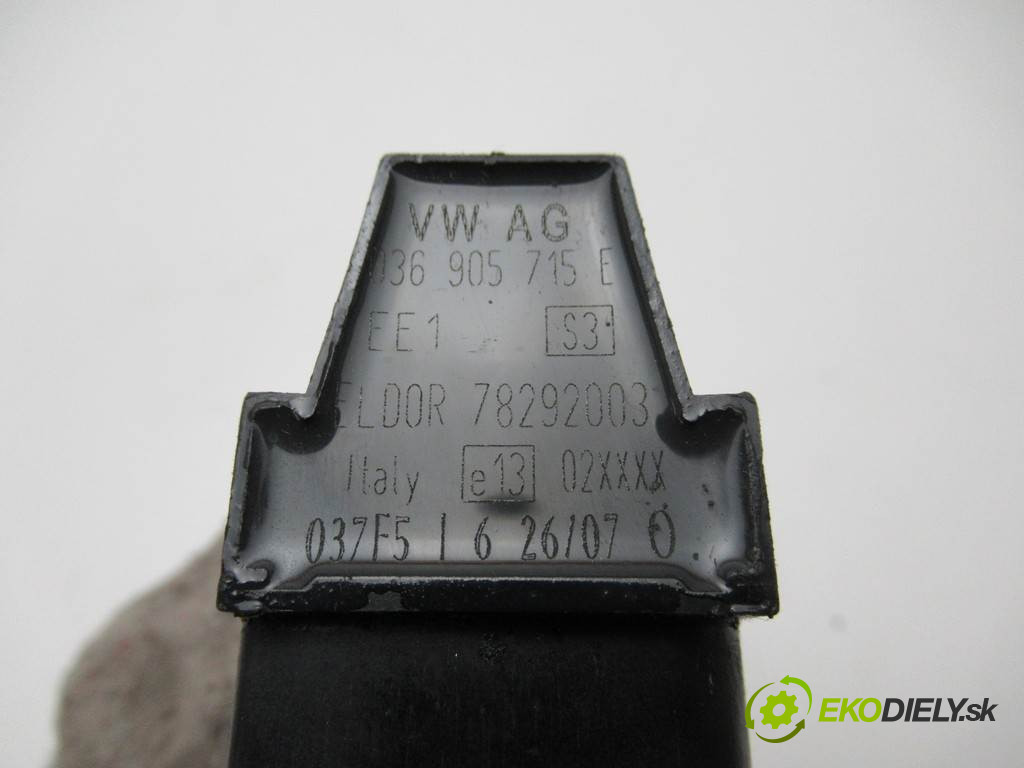 VW AG
036 905 715 E
EE1 S3
ELDOR 78292003
Italy e13 02XXXX
037F5 I 6 26/07 O
EKODIELY.sk